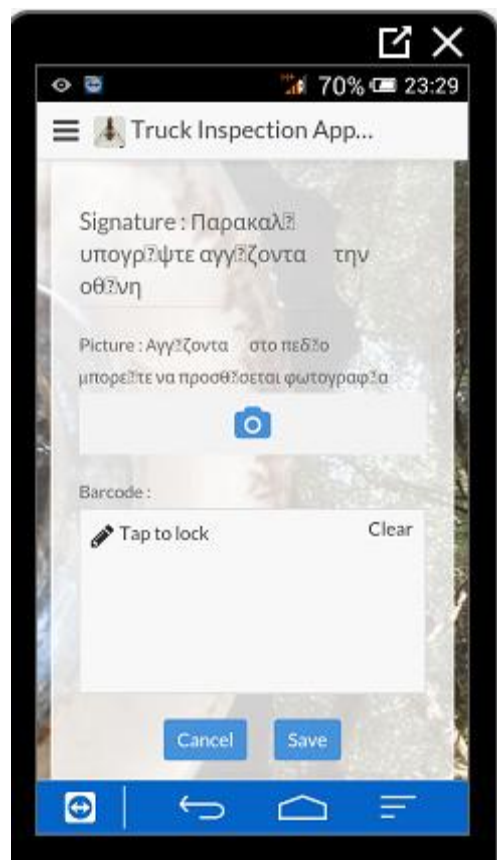 70% 23:29
Truck Inspection App...
Signature : Παρακαλ⍰
υπογρ⍰ψτε αγγ⍰ζοντα την
οθ⍰νη
Picture : Αγγ⍰ζοντα στο πεδ⍰ο
μπορε⍰τε να προσθ⍰σεται φωτογραφ⍰α
Barcode :
Tap to lock Clear
Cancel Save